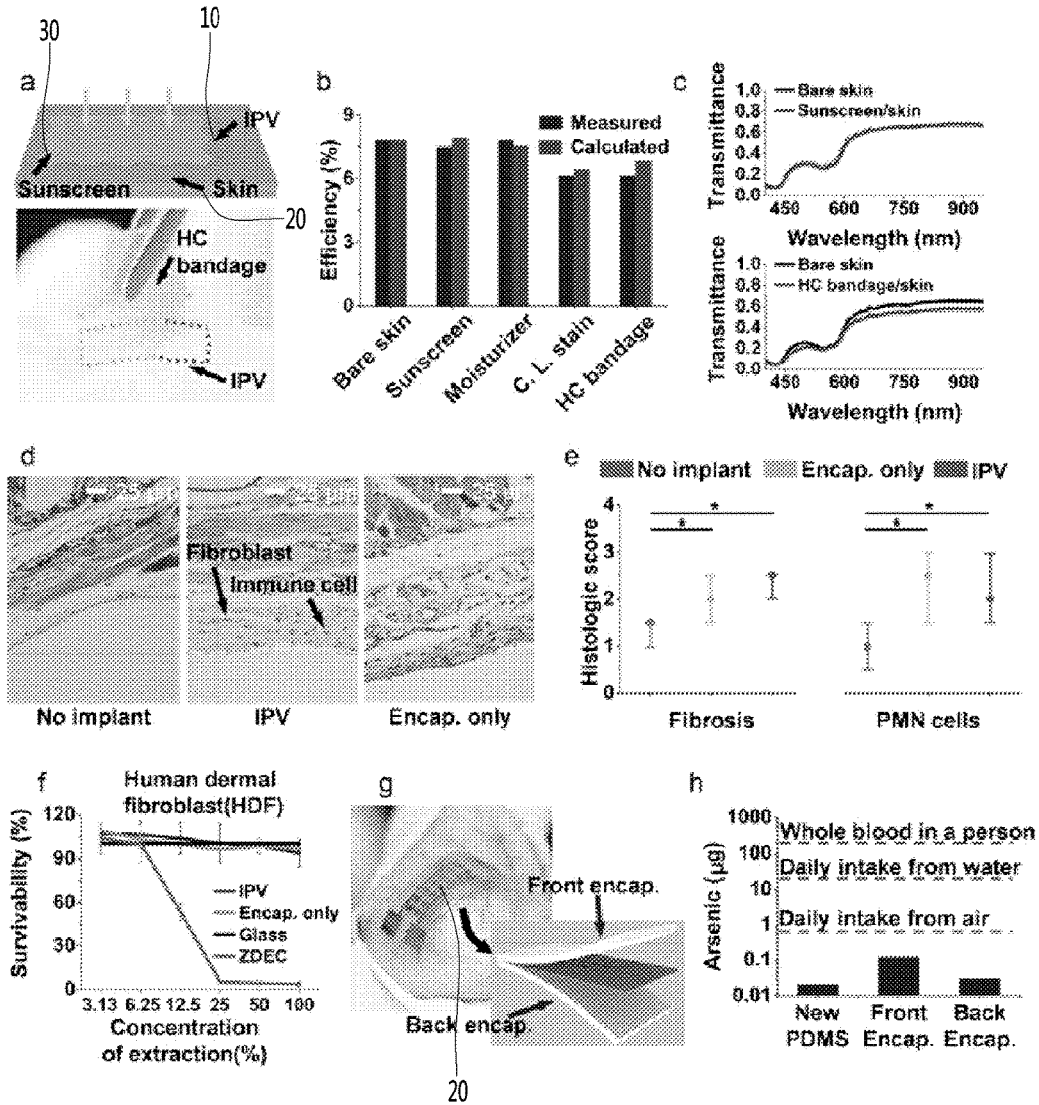 30
10
a
IPV
Sunscreen
Skin
20
HC
bandage
IPV
b
Efficiency (%)
9
6
3
0
Measured
Calculated
Bare skin
Sunscreen
Moisturizer
C. L. stain
HC bandage
c
Transmittance
1.0
0.8
0.6
0.4
0.2
0.0
Bare skin
Sunscreen/skin
450 600 750 900
Wavelength (nm)
Transmittance
1.0
0.8
0.6
0.4
0.2
0.0
Bare skin
HC bandage/skin
450 600 750 900
Wavelength (nm)
d
Fibroblast
Immune cell
No implant
IPV
Encap. only
e
No implant Encap. only IPV
Histologic score
4
3
2
1
0
* *
* *
Fibrosis
PMN cells
f
Human dermal
fibroblast(HDF)
Survivability (%)
120
90
60
30
0
IPV
Encap. only
Glass
ZDEC
3.13 6.25 12.5 25 50 100
Concentration
of extraction(%)
g
Front encap.
Back encap.
20
h
Arsenic (μg)
1000
100
10
1
0.1
0.01
Whole blood in a person
Daily intake from water
Daily intake from air
New
PDMS
Front
Encap.
Back
Encap.